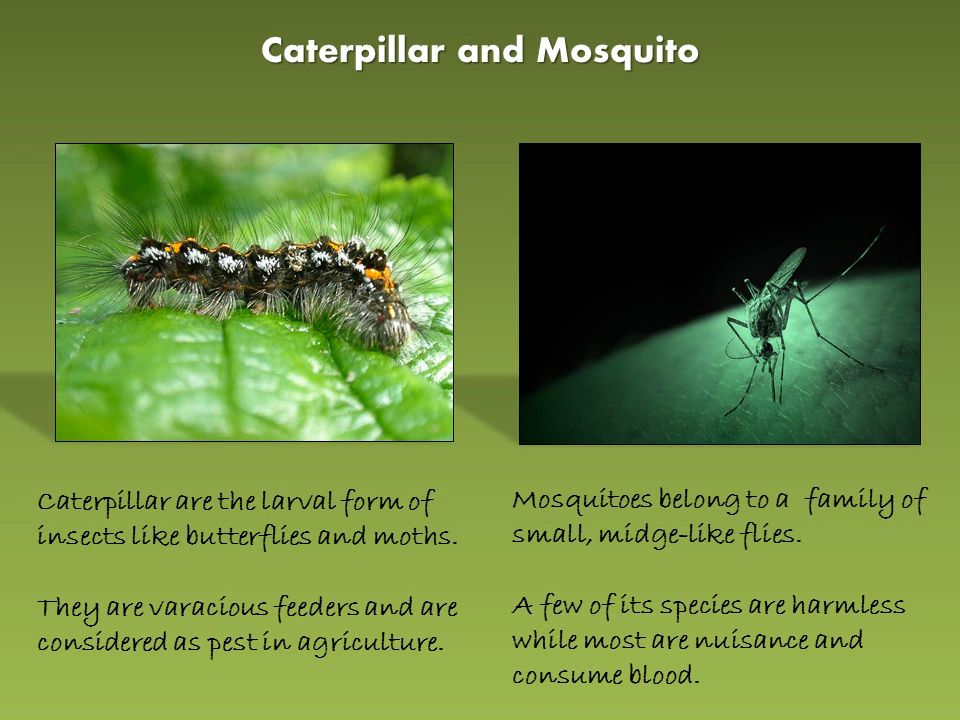 Caterpillar and Mosquito
Caterpillar are the larval form of
insects like butterflies and moths.
They are varacious feeders and are
considered as pest in agriculture.
Mosquitoes belong to a family of
small, midge-like flies.
A few of its species are harmless
while most are nuisance and
consume blood.